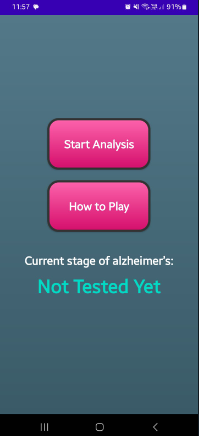 11:57
91%
Start Analysis
How to Play
Current stage of alzheimer's:
Not Tested Yet